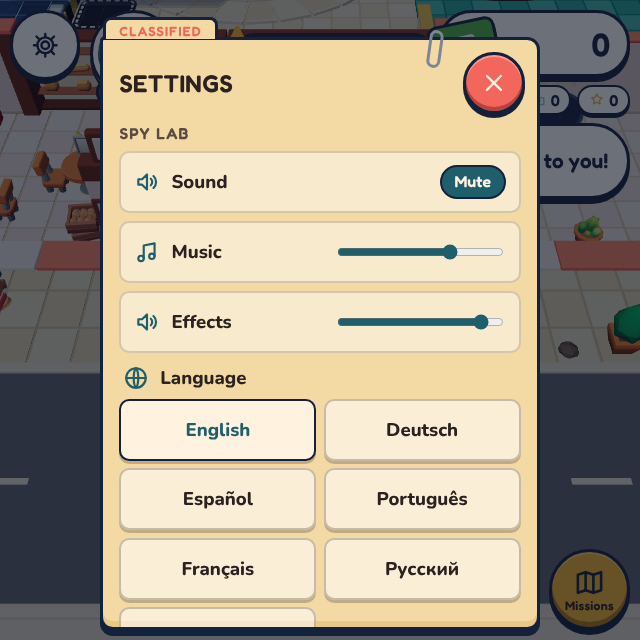 CLASSIFIED
SETTINGS
0
SPY LAB
0
0
Sound
Mute
to you!
Music
Effects
Language
English
Deutsch
Español
Português
Français
Русский
Missions